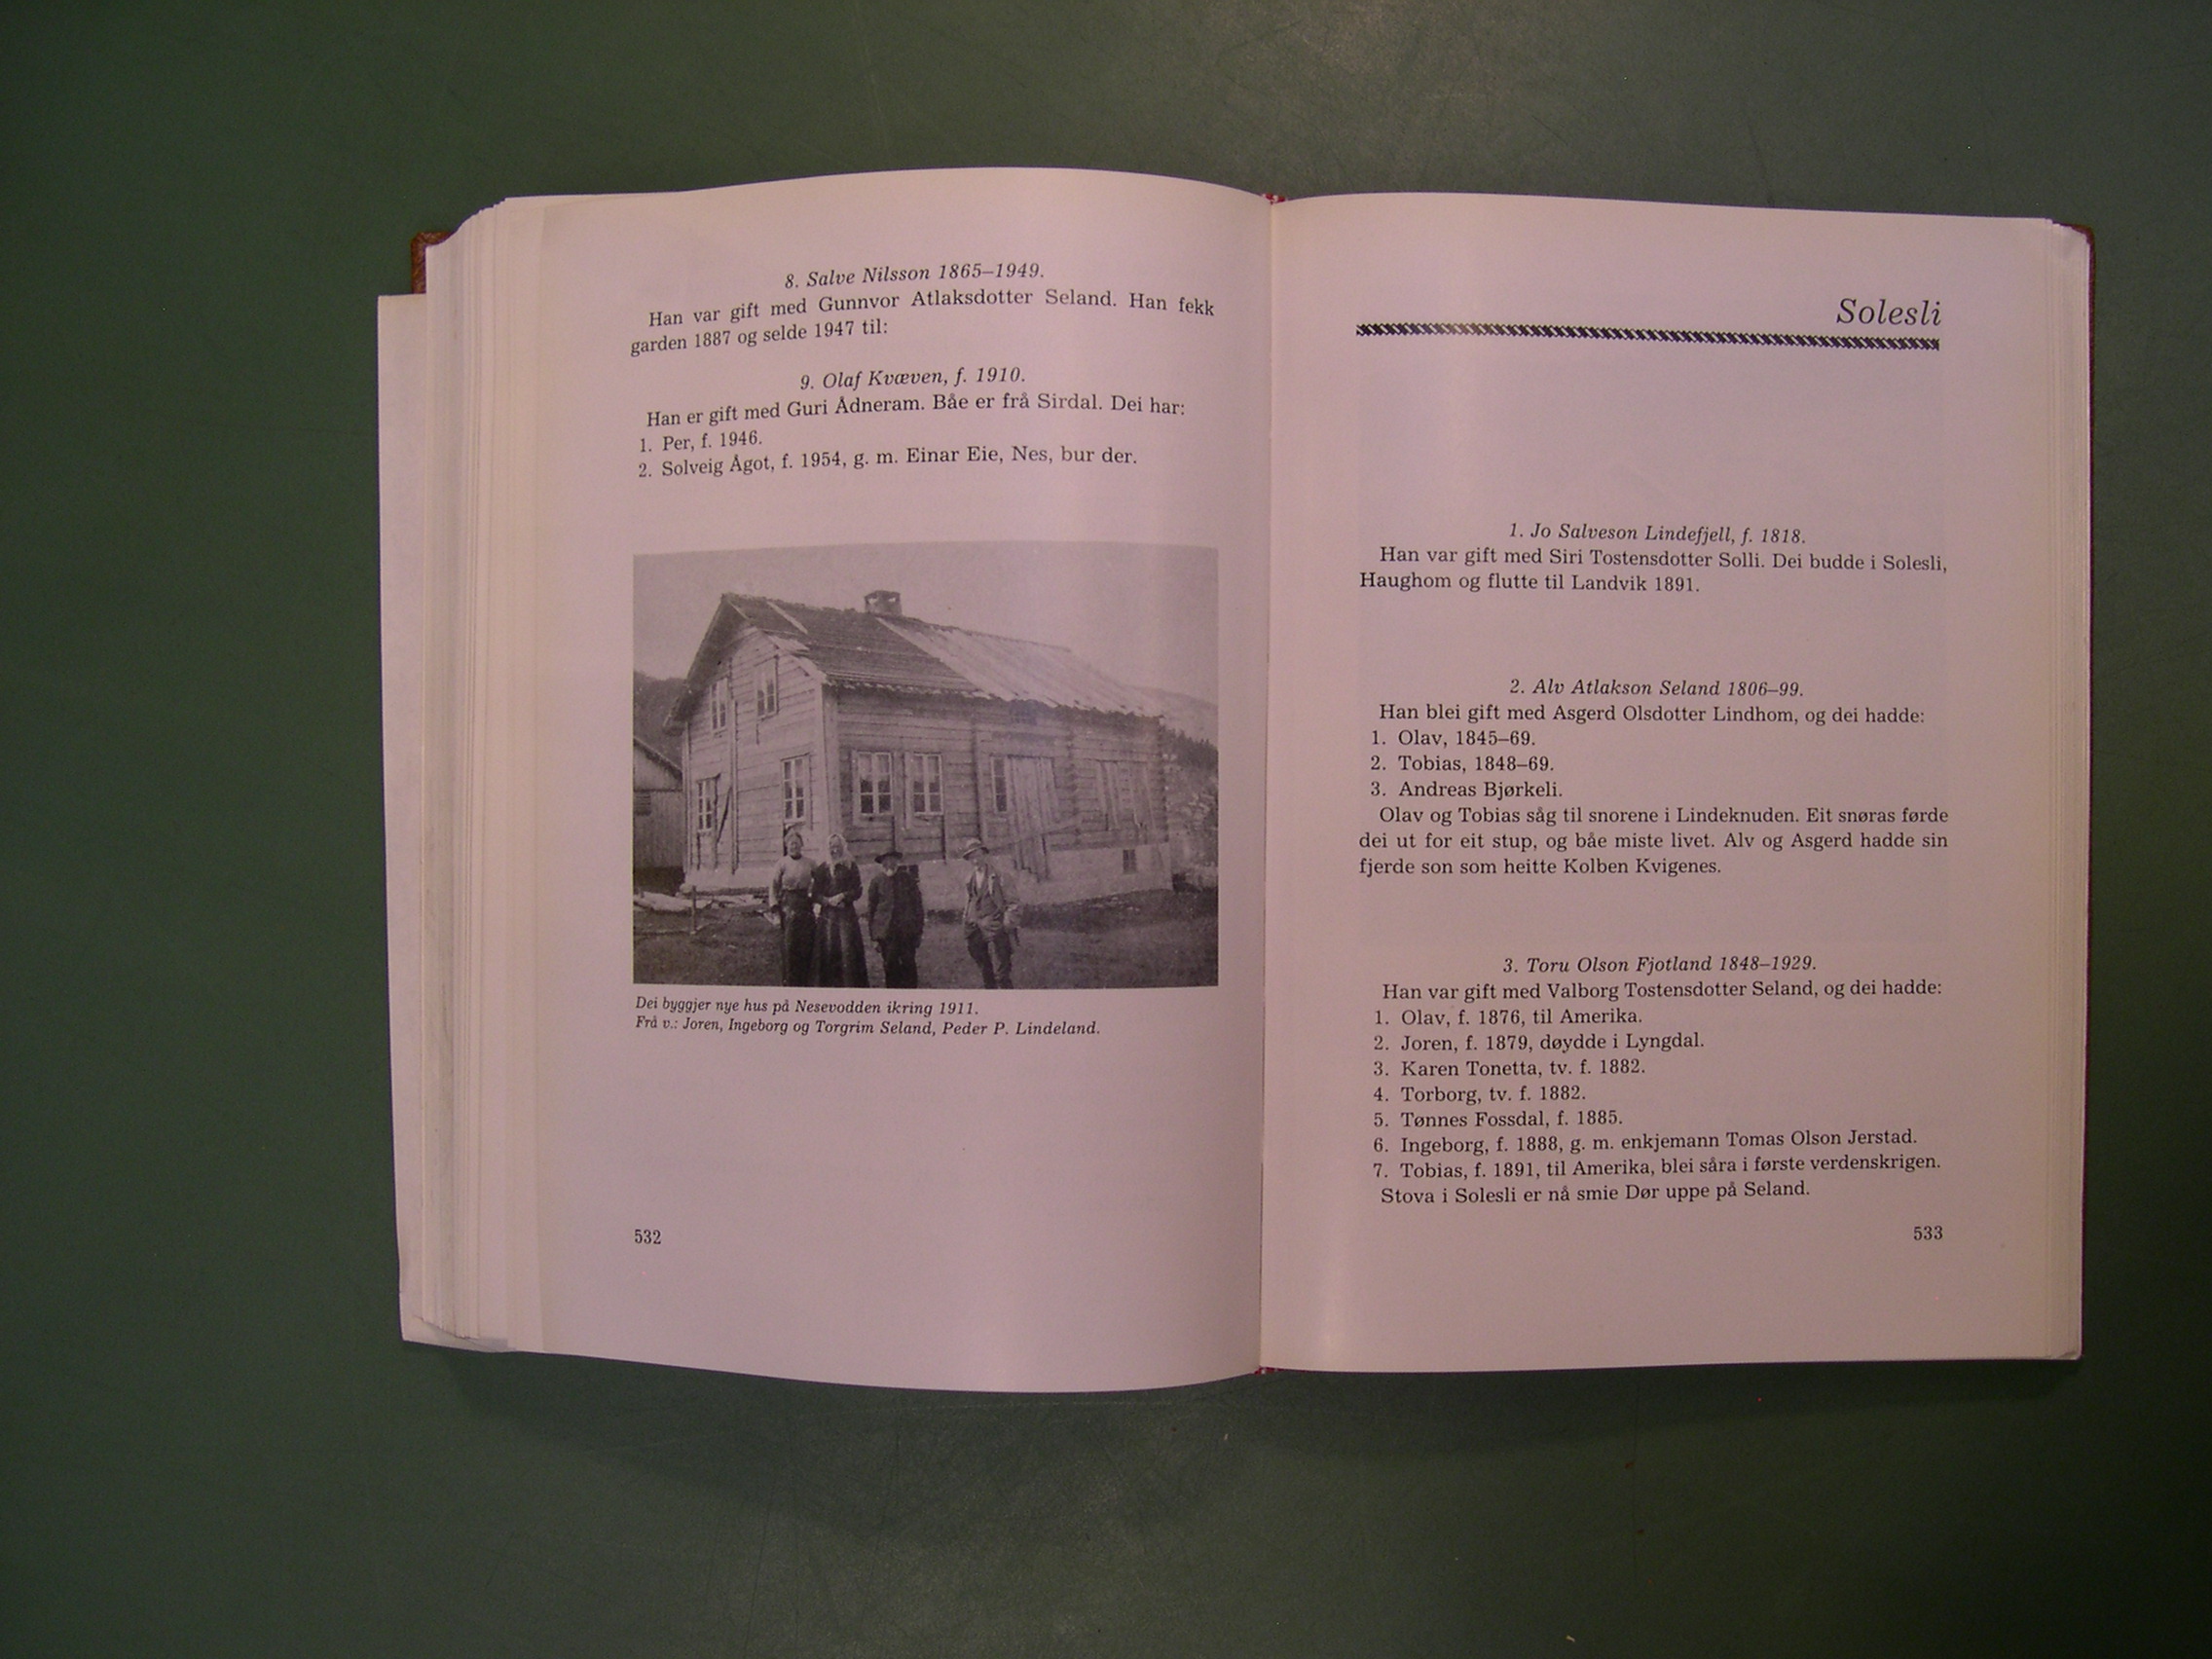 8. Salve Nilsson 1865–1949.
Han var gift med Gunnvor Atlaksdotter Seland. Han fekk
garden 1887 og selde 1947 til:
9. Olaf Kvæven, f. 1910.
Han er gift med Guri Ådneram. Båe er frå Sirdal. Dei har:
1. Per, f. 1946.
2. Solveig Ågot, f. 1954, g. m. Einar Eie, Nes, bur der.
Dei byggjer nye hus på Nesevodden ikring 1911.
Frå v.: Joren, Ingeborg og Torgrim Seland, Peder P. Lindeland.
532
Solesli
1. Jo Salveson Lindefjell, f. 1818.
Han var gift med Siri Tostensdotter Solli. Dei budde i Solesli,
Haughom og flutte til Landvik 1891.
2. Alv Atlakson Seland 1806–99.
Han blei gift med Asgerd Olsdotter Lindhom, og dei hadde:
1. Olav, 1845–69.
2. Tobias, 1848–69.
3. Andreas Bjørkeli.
Olav og Tobias såg til snorene i Lindeknuden. Eit snøras førde
dei ut for eit stup, og båe miste livet. Alv og Asgerd hadde sin
fjerde son som heitte Kolben Kvigenes.
3. Toru Olson Fjotland 1848–1929.
Han var gift med Valborg Tostensdotter Seland, og dei hadde:
1. Olav, f. 1876, til Amerika.
2. Joren, f. 1879, døydde i Lyngdal.
3. Karen Tonetta, tv. f. 1882.
4. Torborg, tv. f. 1882.
5. Tønnes Fossdal, f. 1885.
6. Ingeborg, f. 1888, g. m. enkjemann Tomas Olson Jerstad.
7. Tobias, f. 1891, til Amerika, blei såra i første verdenskrigen.
Stova i Solesli er nå smie Dør uppe på Seland.
533